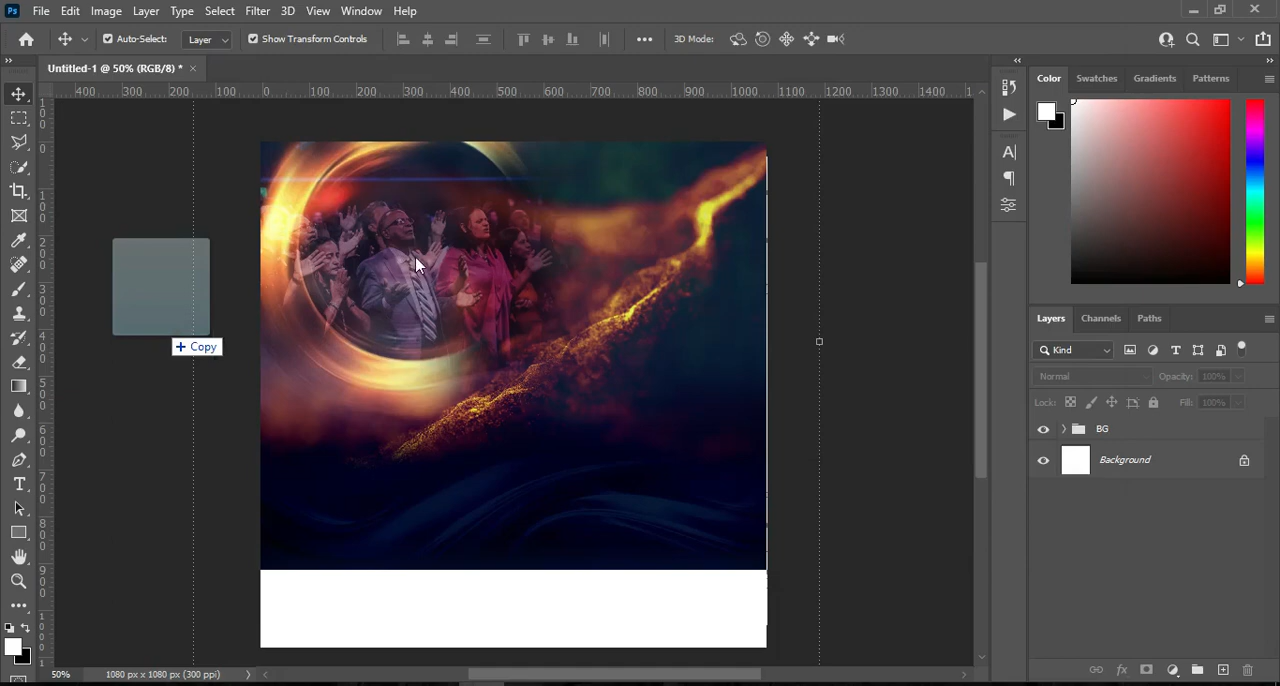 Ps File Edit Image Layer Type Select Filter 3D View Window Help
Auto-Select: Layer Show Transform Controls 3D Mode:
Untitled-1 @ 50% (RGB/8) * ×
400 300 200 100 0 100 200 300 400 500 600 700 800 900 1000 1100 1200 1300 1400
Color Swatches Gradients Patterns
+ Copy
Layers Channels Paths
Kind
Normal Opacity: 100%
Lock: Fill: 100%
BG
Background
50% 1080 px x 1080 px (300 ppi)